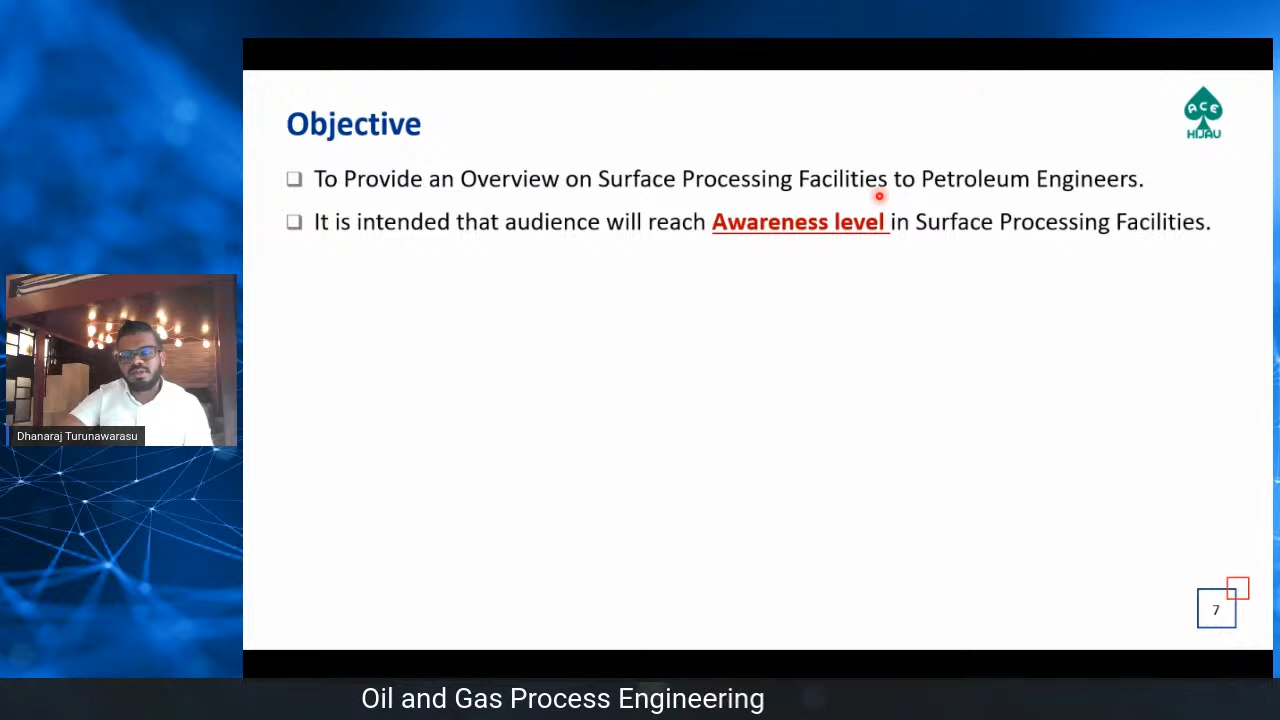 Objective
ACE
HIJAU
❑ To Provide an Overview on Surface Processing Facilities to Petroleum Engineers.
❑ It is intended that audience will reach Awareness level in Surface Processing Facilities.
Dhanaraj Turunawarasu
7
Oil and Gas Process Engineering